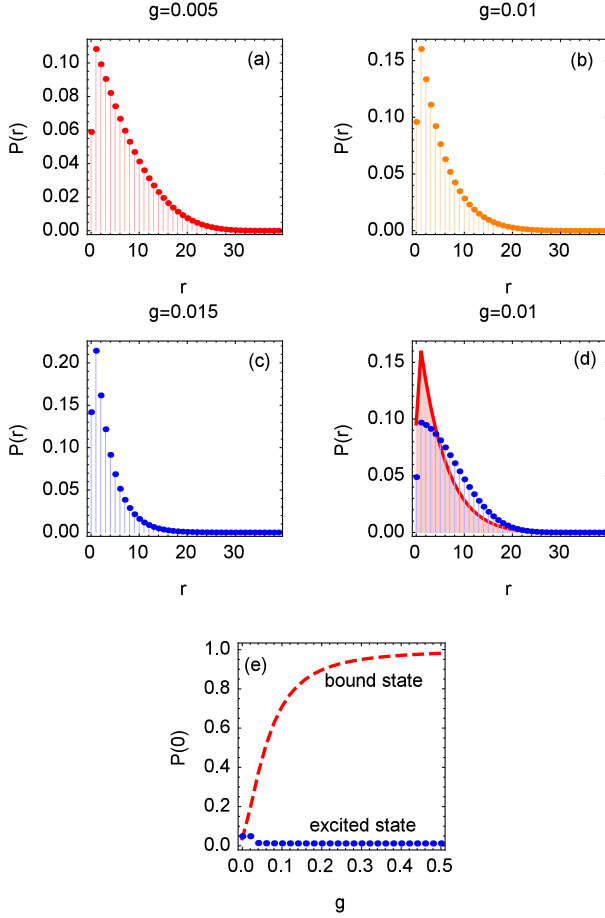 g=0.005
(a)
P(r)
0.10
0.08
0.06
0.04
0.02
0.00
0 10 20 30
r
g=0.01
(b)
P(r)
0.15
0.10
0.05
0.00
0 10 20 30
r
g=0.015
(c)
P(r)
0.20
0.15
0.10
0.05
0.00
0 10 20 30
r
g=0.01
(d)
P(r)
0.15
0.10
0.05
0.00
0 10 20 30
r
(e)
P(0)
1.0
0.8
0.6
0.4
0.2
0.0
bound state
excited state
0.0 0.1 0.2 0.3 0.4 0.5
g